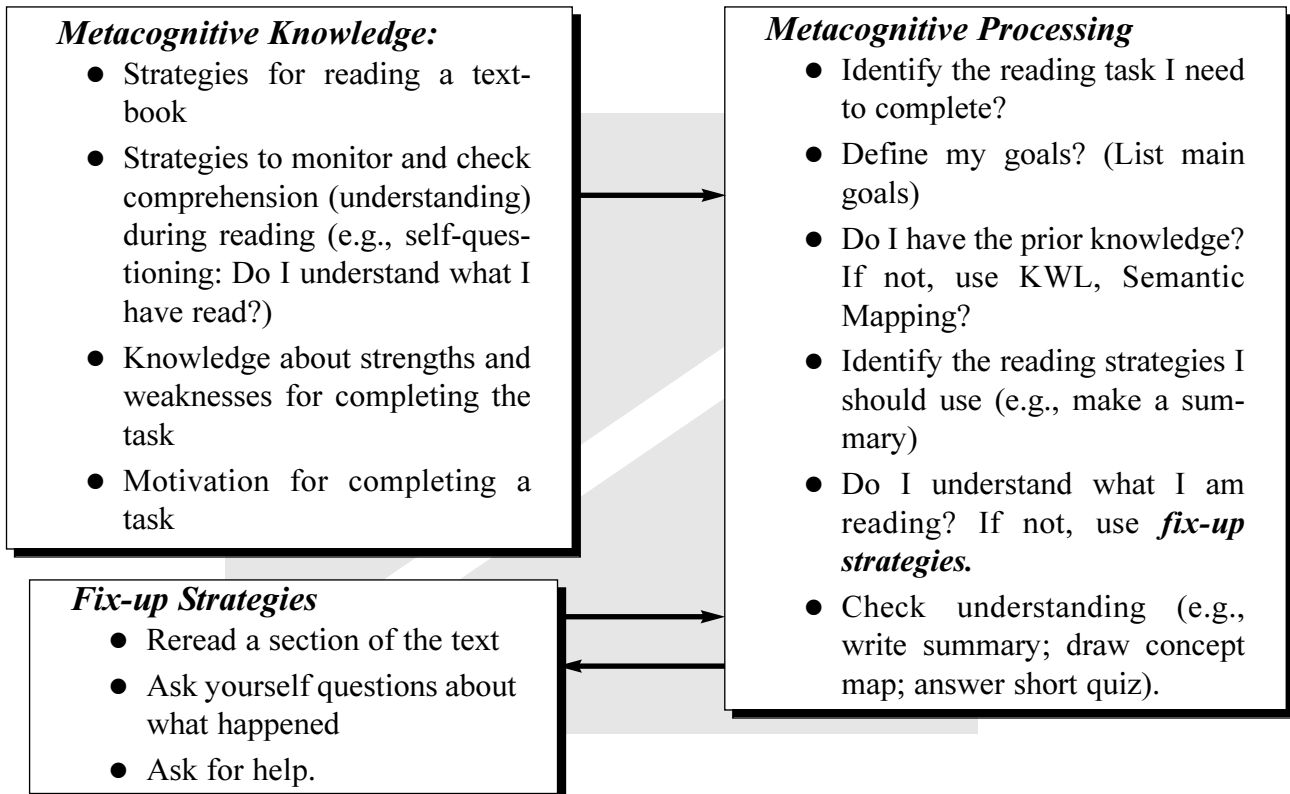 Metacognitive Knowledge:
● Strategies for reading a text-
book
● Strategies to monitor and check
comprehension (understanding)
during reading (e.g., self-ques-
tioning: Do I understand what I
have read?)
● Knowledge about strengths and
weaknesses for completing the
task
● Motivation for completing a
task
Fix-up Strategies
● Reread a section of the text
● Ask yourself questions about
what happened
● Ask for help.
Metacognitive Processing
● Identify the reading task I need
to complete?
● Define my goals? (List main
goals)
● Do I have the prior knowledge?
If not, use KWL, Semantic
Mapping?
● Identify the reading strategies I
should use (e.g., make a sum-
mary)
● Do I understand what I am
reading? If not, use fix-up
strategies.
● Check understanding (e.g.,
write summary; draw concept
map; answer short quiz).